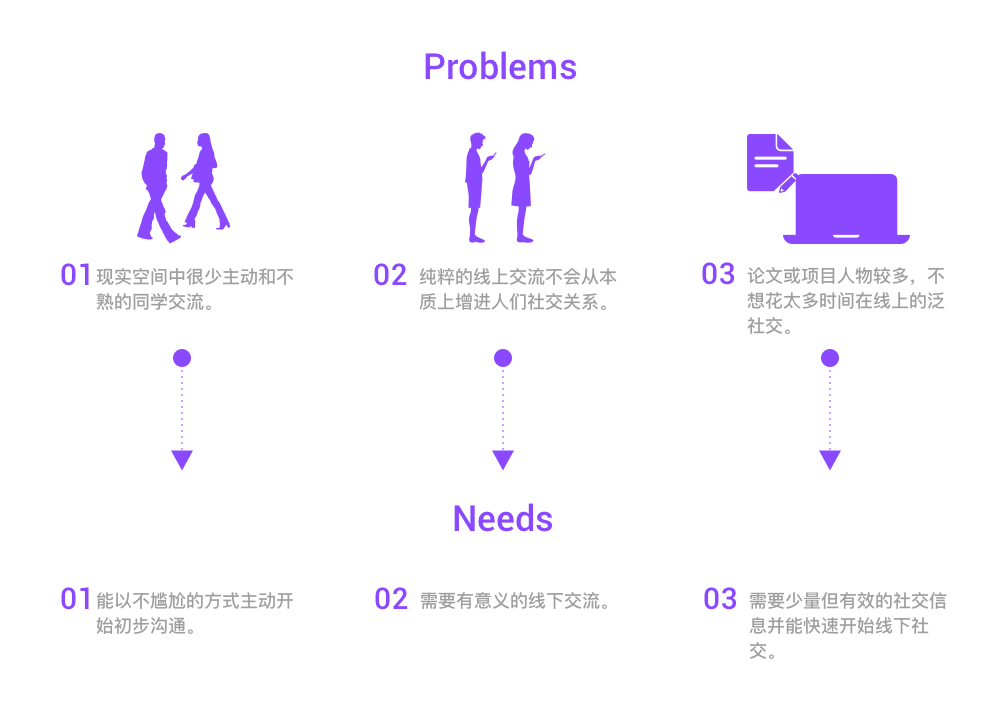 Problems
01 现实空间中很少主动和不
熟的同学交流。
02 纯粹的线上交流不会从本
质上增进人们社交关系。
03 论文或项目人物较多，不
想花太多时间在线上的泛
社交。
Needs
01 能以不尴尬的方式主动开
始初步沟通。
02 需要有意义的线下交流。
03 需要少量但有效的社交信
息并能快速开始线下社
交。